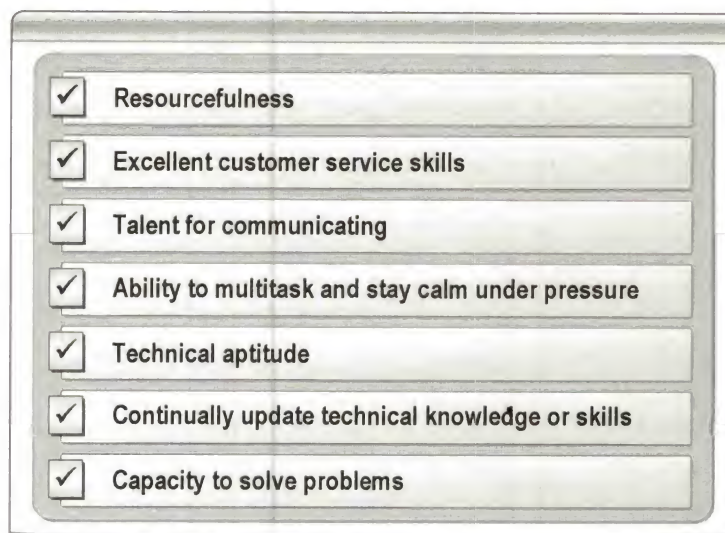 Resourcefulness
Excellent customer service skills
Talent for communicating
Ability to multitask and stay calm under pressure
Technical aptitude
Continually update technical knowledge or skills
Capacity to solve problems